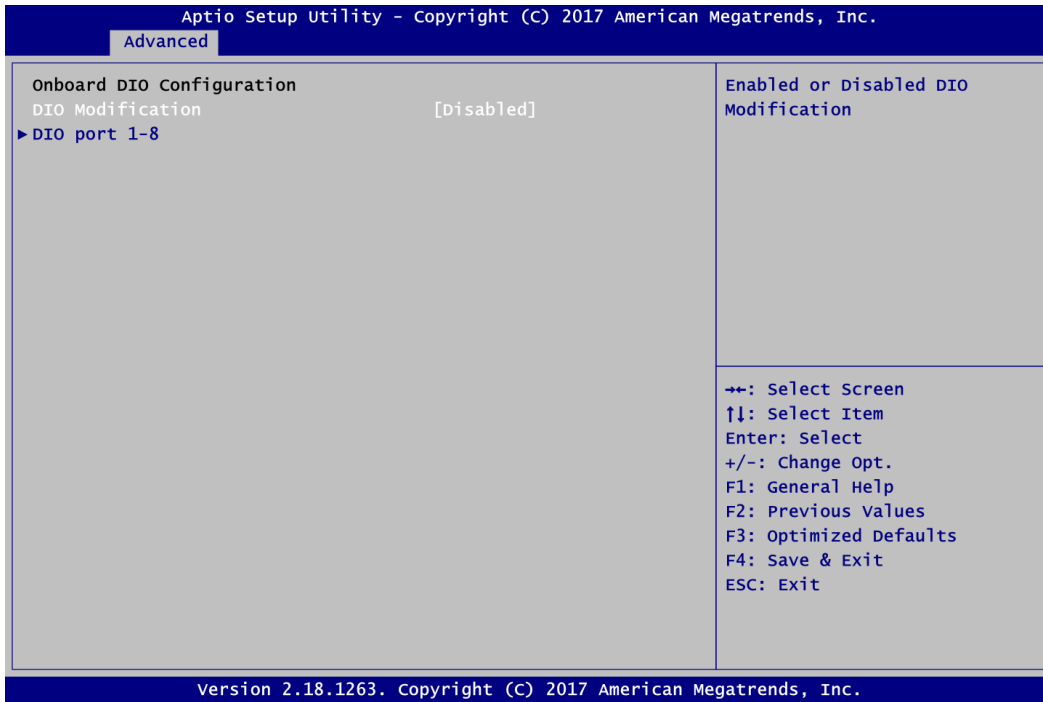 Aptio Setup Utility - Copyright (C) 2017 American Megatrends, Inc.
Advanced
Onboard DIO Configuration
DIO Modification [Disabled]
►DIO port 1-8
Enabled or Disabled DIO
Modification
→←: Select Screen
↑↓: Select Item
Enter: Select
+/-: Change Opt.
F1: General Help
F2: Previous Values
F3: Optimized Defaults
F4: Save & Exit
ESC: Exit
Version 2.18.1263. Copyright (C) 2017 American Megatrends, Inc.